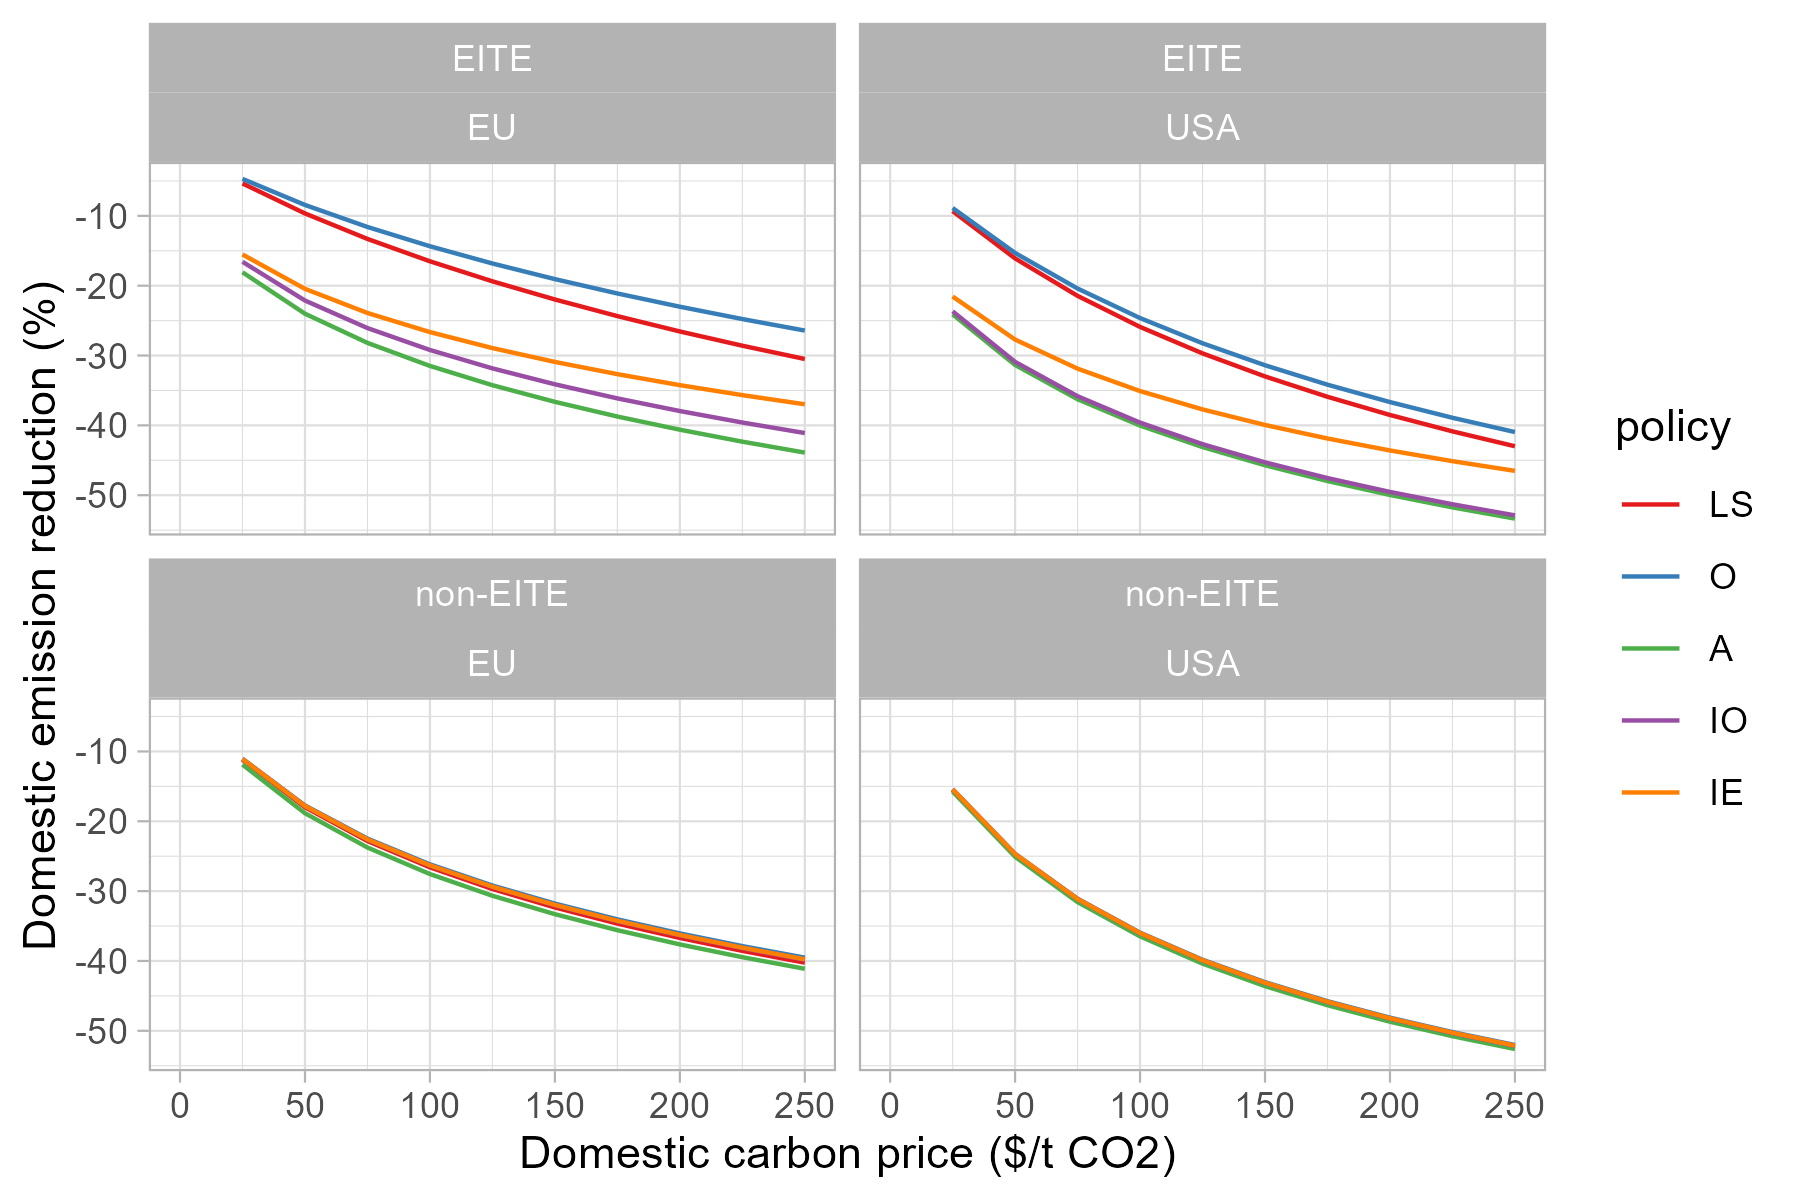 EITE
EU
EITE
USA
Domestic emission reduction (%)
-10
-20
-30
-40
-50
non-EITE
EU
non-EITE
USA
-10
-20
-30
-40
-50
0 50 100 150 200 250
0 50 100 150 200 250
Domestic carbon price ($/t CO2)
policy
LS
O
A
IO
IE